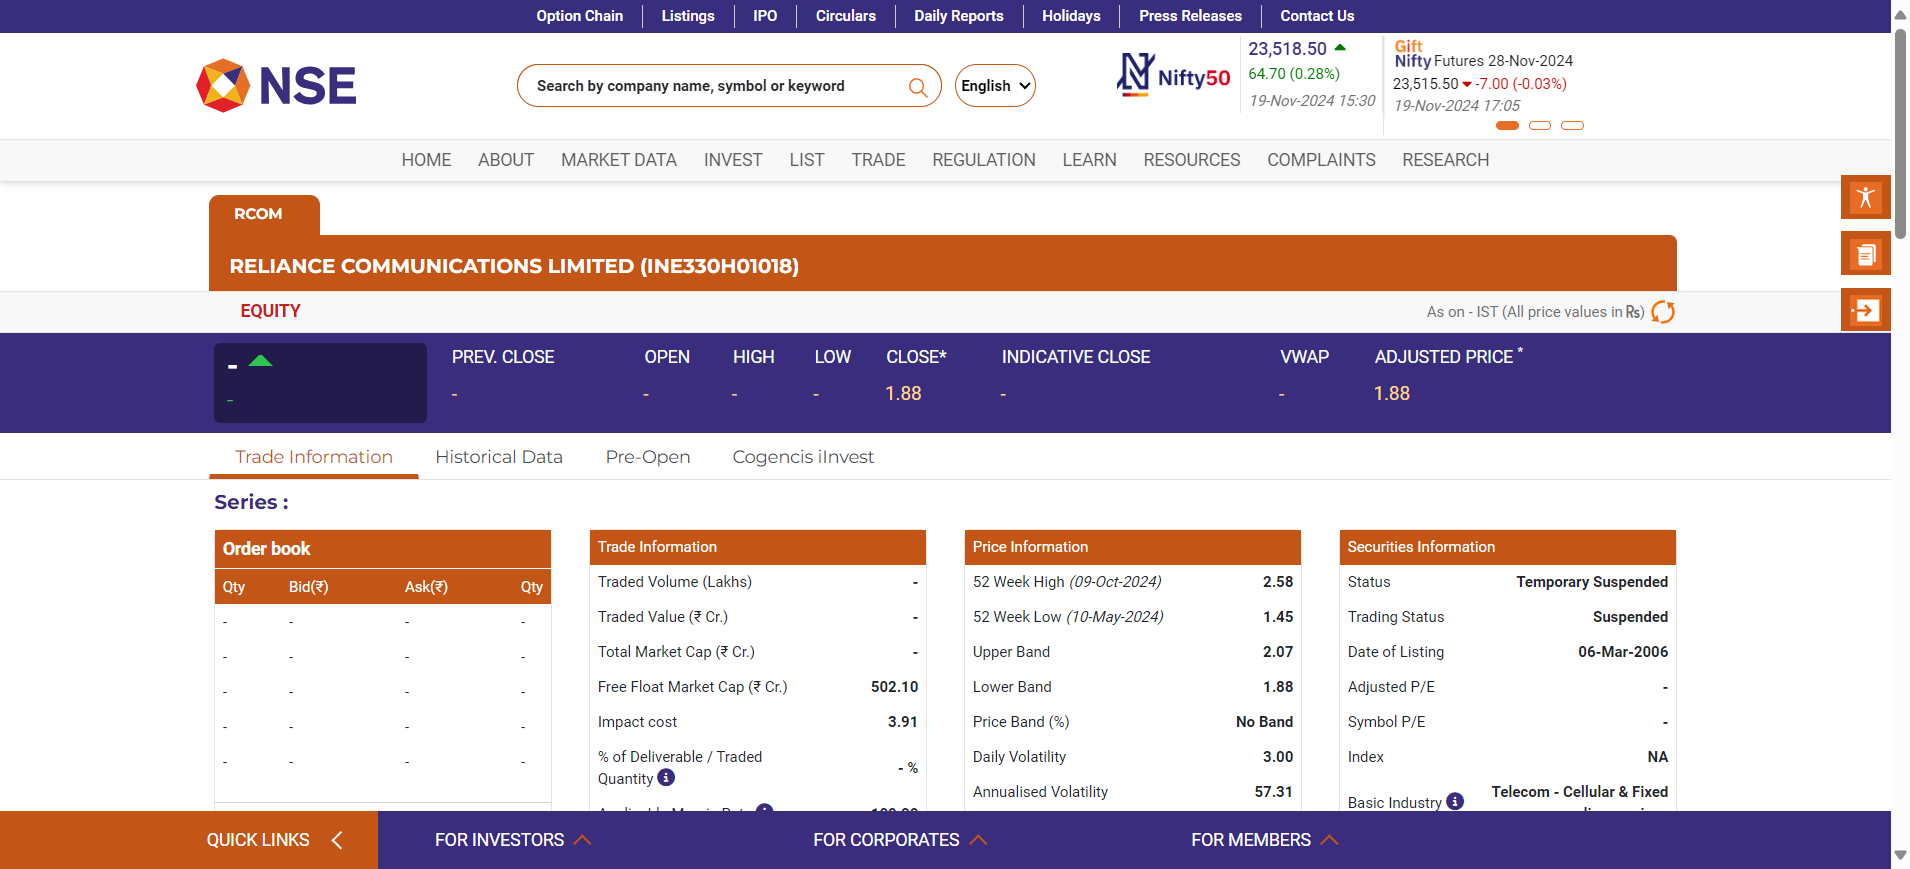 Option Chain Listings IPO Circulars Daily Reports Holidays Press Releases Contact Us
NSE
Search by company name, symbol or keyword
English
Nifty50
23,518.50
64.70 (0.28%)
19-Nov-2024 15:30
Gift
Nifty Futures 28-Nov-2024
23,515.50 -7.00 (-0.03%)
19-Nov-2024 17:05
HOME ABOUT MARKET DATA INVEST LIST TRADE REGULATION LEARN RESOURCES COMPLAINTS RESEARCH
RCOM
RELIANCE COMMUNICATIONS LIMITED (INE330H01018)
EQUITY
As on - IST (All price values in ₨)
PREV. CLOSE OPEN HIGH LOW CLOSE* INDICATIVE CLOSE VWAP ADJUSTED PRICE *
-
-
- - - - 1.88 - - 1.88
Trade Information Historical Data Pre-Open Cogencis iInvest
Series :
Order book
Qty Bid(₹) Ask(₹) Qty
- - - -
- - - -
- - - -
- - - -
- - - -
Trade Information
Traded Volume (Lakhs) -
Traded Value (₹ Cr.) -
Total Market Cap (₹ Cr.) -
Free Float Market Cap (₹ Cr.) 502.10
Impact cost 3.91
% of Deliverable / Traded
Quantity - %
Price Information
52 Week High (09-Oct-2024) 2.58
52 Week Low (10-May-2024) 1.45
Upper Band 2.07
Lower Band 1.88
Price Band (%) No Band
Daily Volatility 3.00
Annualised Volatility 57.31
Securities Information
Status Temporary Suspended
Trading Status Suspended
Date of Listing 06-Mar-2006
Adjusted P/E -
Symbol P/E -
Index NA
Basic Industry Telecom - Cellular & Fixed
QUICK LINKS FOR INVESTORS FOR CORPORATES FOR MEMBERS